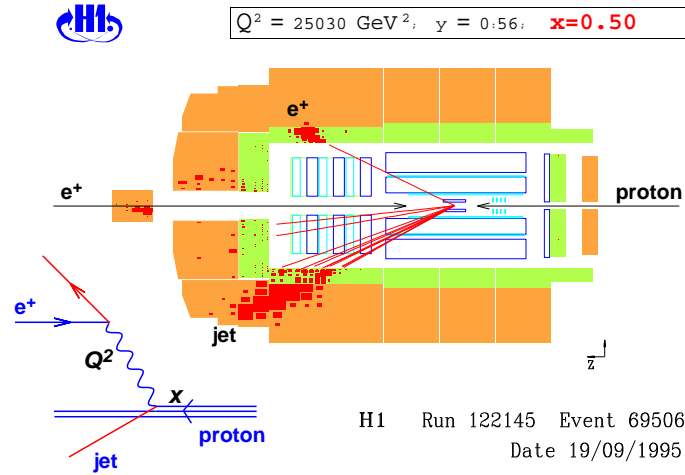 H1
Q² = 25030 GeV², y = 0.56, x=0.50
e⁺
e⁺
proton
jet
e⁺
Q²
x
proton
jet
z
H1 Run 122145 Event 69506
Date 19/09/1995